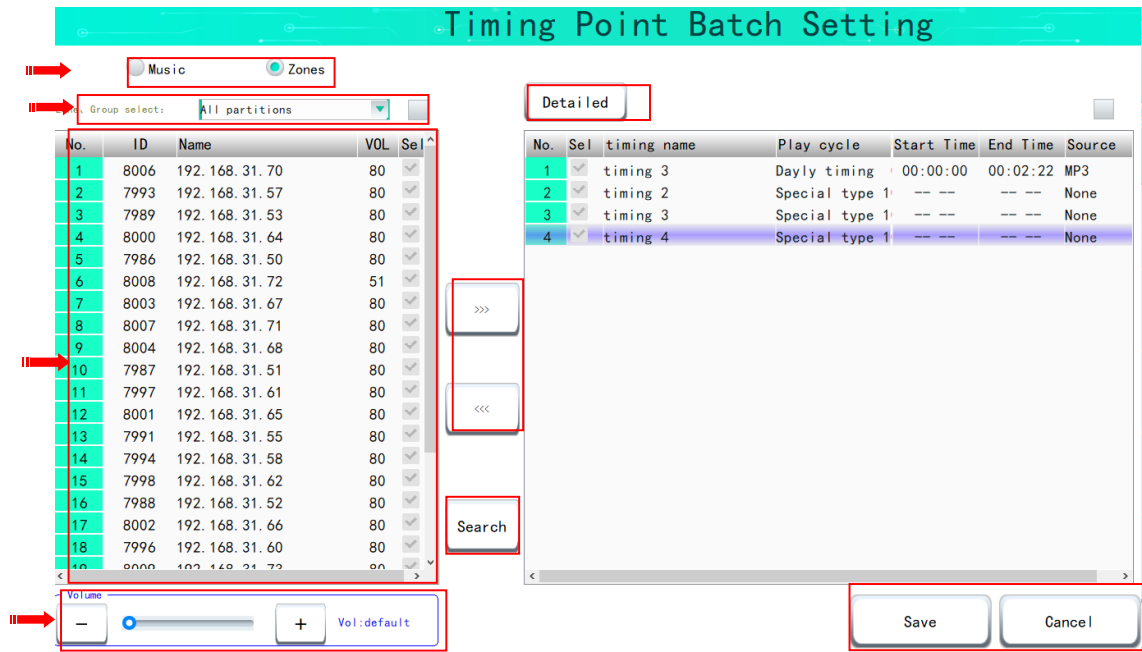 Timing Point Batch Setting
Music Zones
Group select: All partitions
Detailed
No. ID Name VOL Sel
1 8006 192.168.31.70 80
2 7993 192.168.31.57 80
3 7989 192.168.31.53 80
4 8000 192.168.31.64 80
5 7986 192.168.31.50 80
6 8008 192.168.31.72 51
7 8003 192.168.31.67 80
8 8007 192.168.31.71 80
9 8004 192.168.31.68 80
10 7987 192.168.31.51 80
11 7997 192.168.31.61 80
12 8001 192.168.31.65 80
13 7991 192.168.31.55 80
14 7994 192.168.31.58 80
15 7998 192.168.31.62 80
16 7988 192.168.31.52 80
17 8002 192.168.31.66 80
18 7996 192.168.31.60 80
>>>
<<<
Search
No. Sel timing name Play cycle Start Time End Time Source
1 timing 3 Dayly timing 00:00:00 00:02:22 MP3
2 timing 2 Special type 1 -- -- -- -- None
3 timing 3 Special type 1 -- -- -- -- None
4 timing 4 Special type 1 -- -- -- -- None
Volume
− + Vol:default
Save Cancel